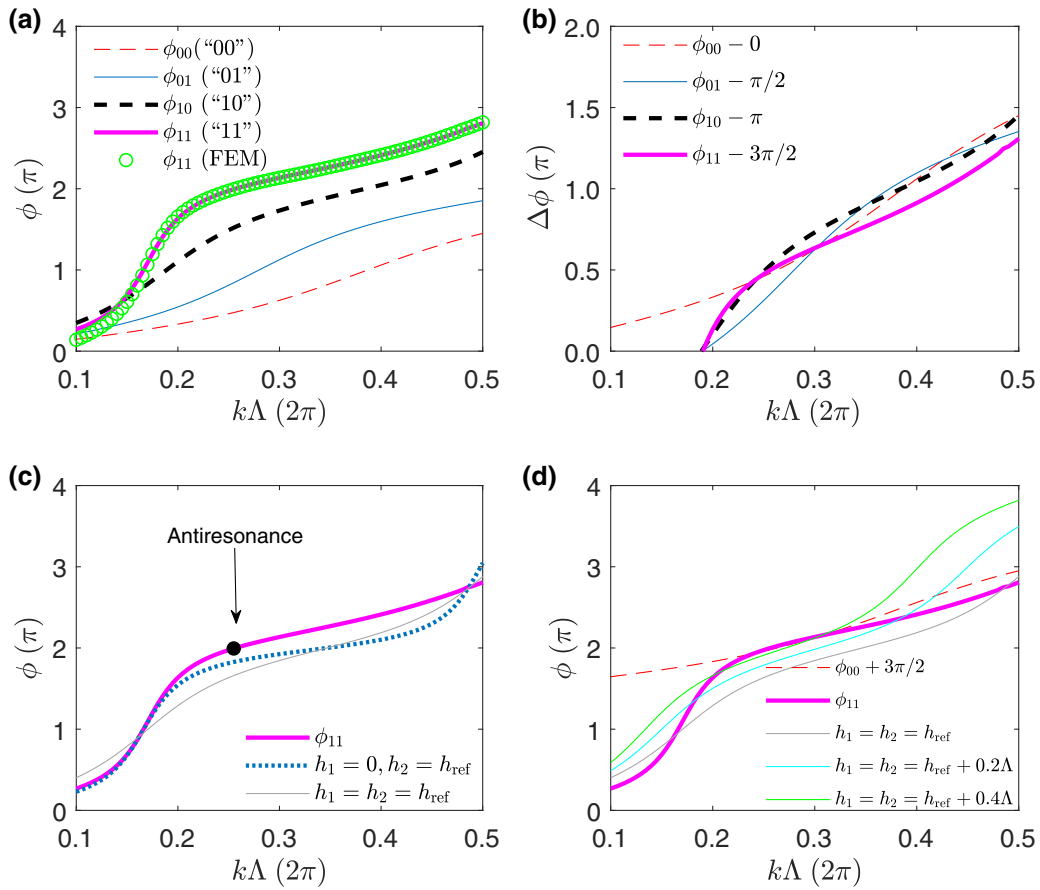 (a)
4
3
2
1
0
0.1 0.2 0.3 0.4 0.5
ϕ (π)
kΛ (2π)
ϕ₀₀(“00”)
ϕ₀₁ (“01”)
ϕ₁₀ (“10”)
ϕ₁₁ (“11”)
ϕ₁₁ (FEM)
(b)
2.0
1.5
1.0
0.5
0.0
0.1 0.2 0.3 0.4 0.5
Δϕ (π)
kΛ (2π)
ϕ₀₀ − 0
ϕ₀₁ − π/2
ϕ₁₀ − π
ϕ₁₁ − 3π/2
(c)
4
3
2
1
0
0.1 0.2 0.3 0.4 0.5
ϕ (π)
kΛ (2π)
Antiresonance
ϕ₁₁
h₁ = 0, h₂ = h_ref
h₁ = h₂ = h_ref
(d)
4
3
2
1
0
0.1 0.2 0.3 0.4 0.5
ϕ (π)
kΛ (2π)
ϕ₀₀ + 3π/2
ϕ₁₁
h₁ = h₂ = h_ref
h₁ = h₂ = h_ref + 0.2Λ
h₁ = h₂ = h_ref + 0.4Λ